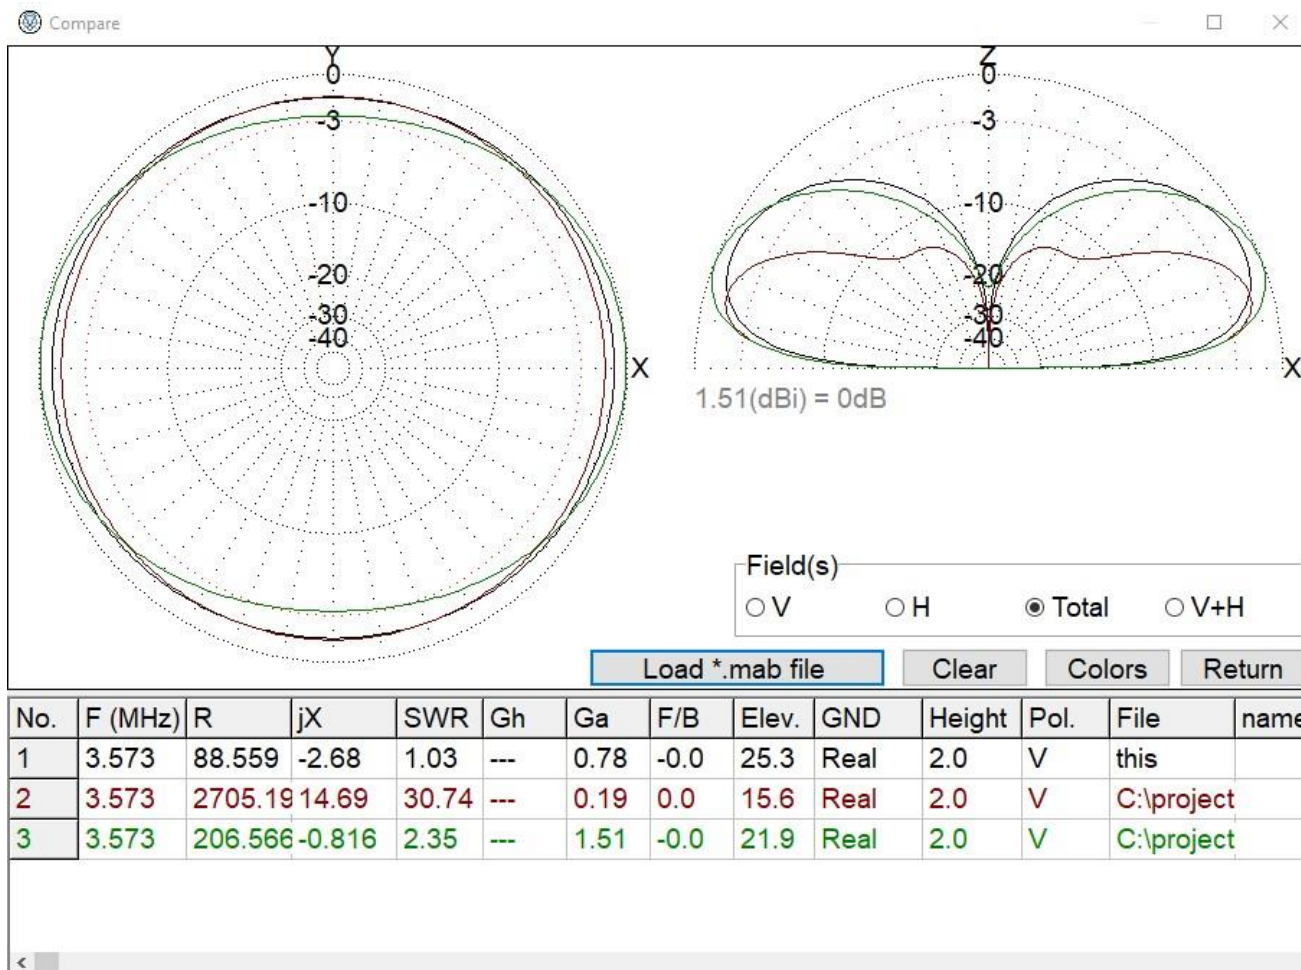 Compare
Y
0
-3
-10
-20
-30
-40
X
Z
0
-3
-10
-20
-30
-40
X
1.51(dBi) = 0dB
Field(s)
V H Total V+H
Load *.mab file Clear Colors Return
No. F (MHz) R jX SWR Gh Ga F/B Elev. GND Height Pol. File name
1 3.573 88.559 -2.68 1.03 --- 0.78 -0.0 25.3 Real 2.0 V this
2 3.573 2705.19 14.69 30.74 --- 0.19 0.0 15.6 Real 2.0 V C:\project
3 3.573 206.566 -0.816 2.35 --- 1.51 -0.0 21.9 Real 2.0 V C:\project